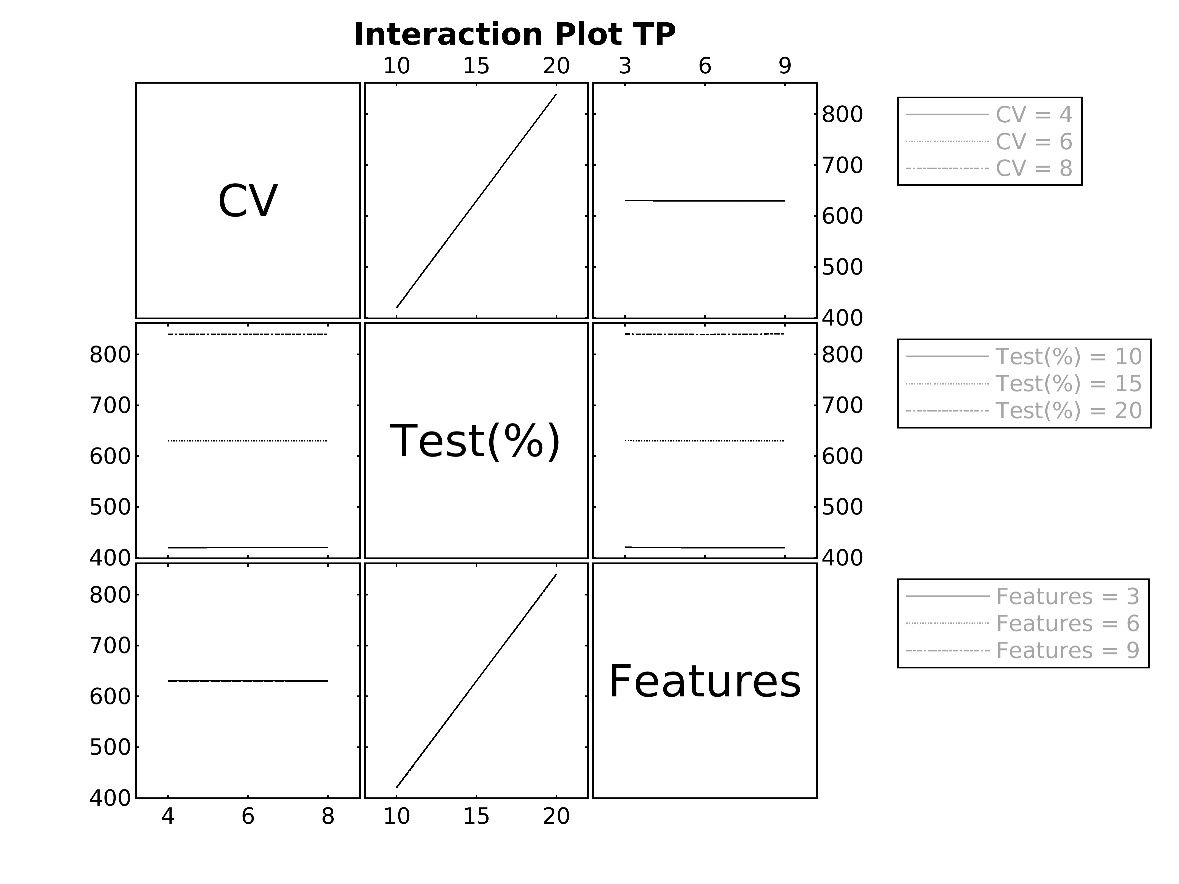 Interaction Plot TP
10 15 20 3 6 9
CV
800
700
600
500
400
CV = 4
CV = 6
CV = 8
800
700
600
500
400
Test(%)
800
700
600
500
400
Test(%) = 10
Test(%) = 15
Test(%) = 20
800
700
600
500
400
Features
Features = 3
Features = 6
Features = 9
4 6 8 10 15 20